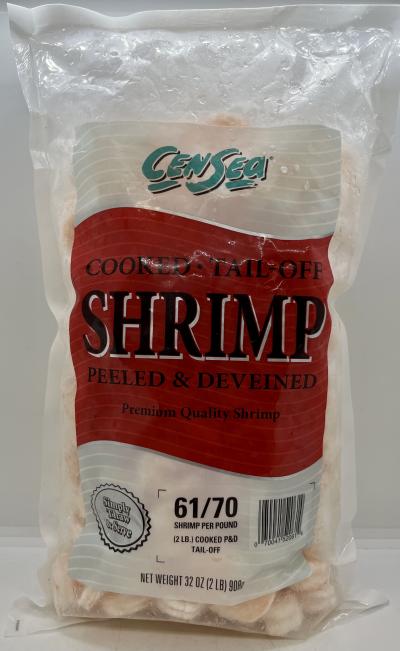 CenSea®
COOKED • TAIL-OFF
SHRIMP
PEELED & DEVEINED
Premium Quality Shrimp
Simply
Thaw
& Serve
61/70
SHRIMP PER POUND
(2 LB.) COOKED P&D
TAIL-OFF
NET WEIGHT 32 OZ (2 LB) 908g